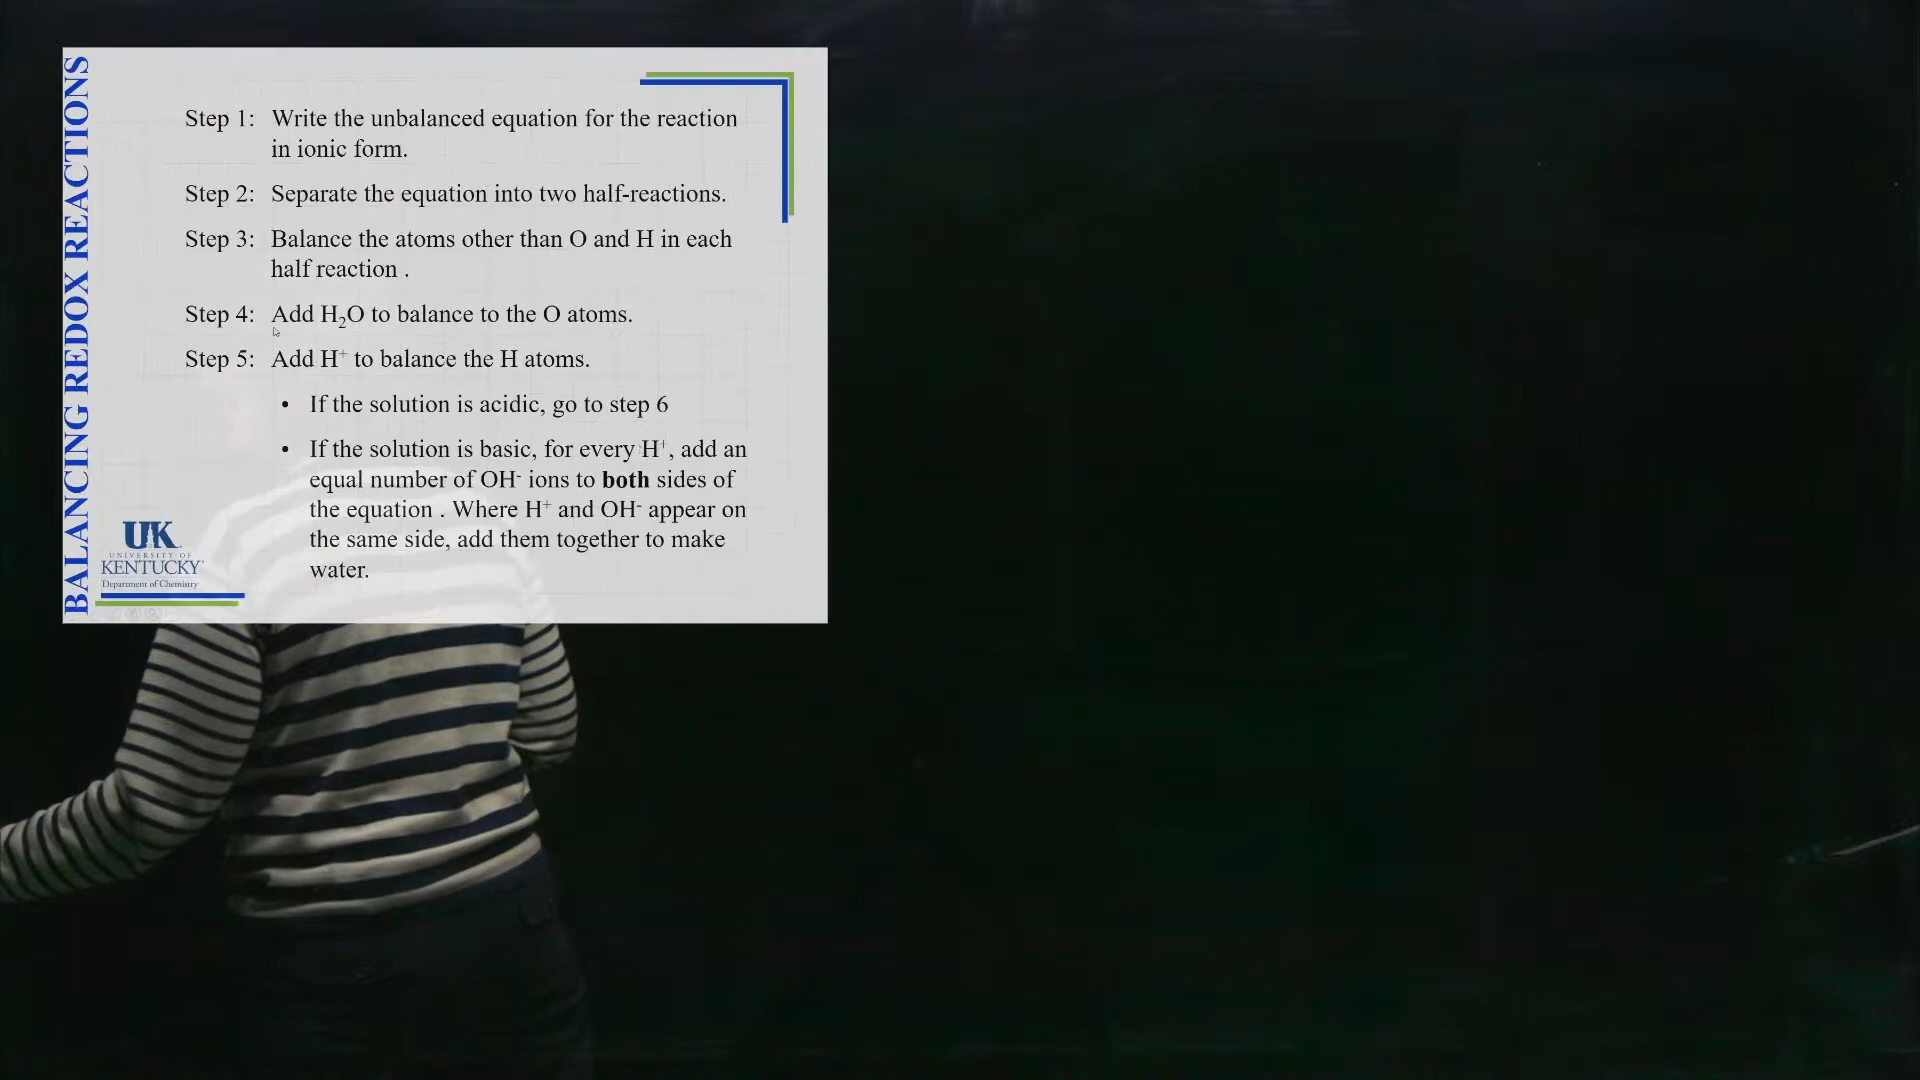 BALANCING REDOX REACTIONS
Step 1: Write the unbalanced equation for the reaction
in ionic form.
Step 2: Separate the equation into two half-reactions.
Step 3: Balance the atoms other than O and H in each
half reaction .
Step 4: Add H₂O to balance to the O atoms.
Step 5: Add H⁺ to balance the H atoms.
• If the solution is acidic, go to step 6
• If the solution is basic, for every H⁺, add an
equal number of OH⁻ ions to both sides of
the equation . Where H⁺ and OH⁻ appear on
the same side, add them together to make
water.
UK
UNIVERSITY OF
KENTUCKY
Department of Chemistry